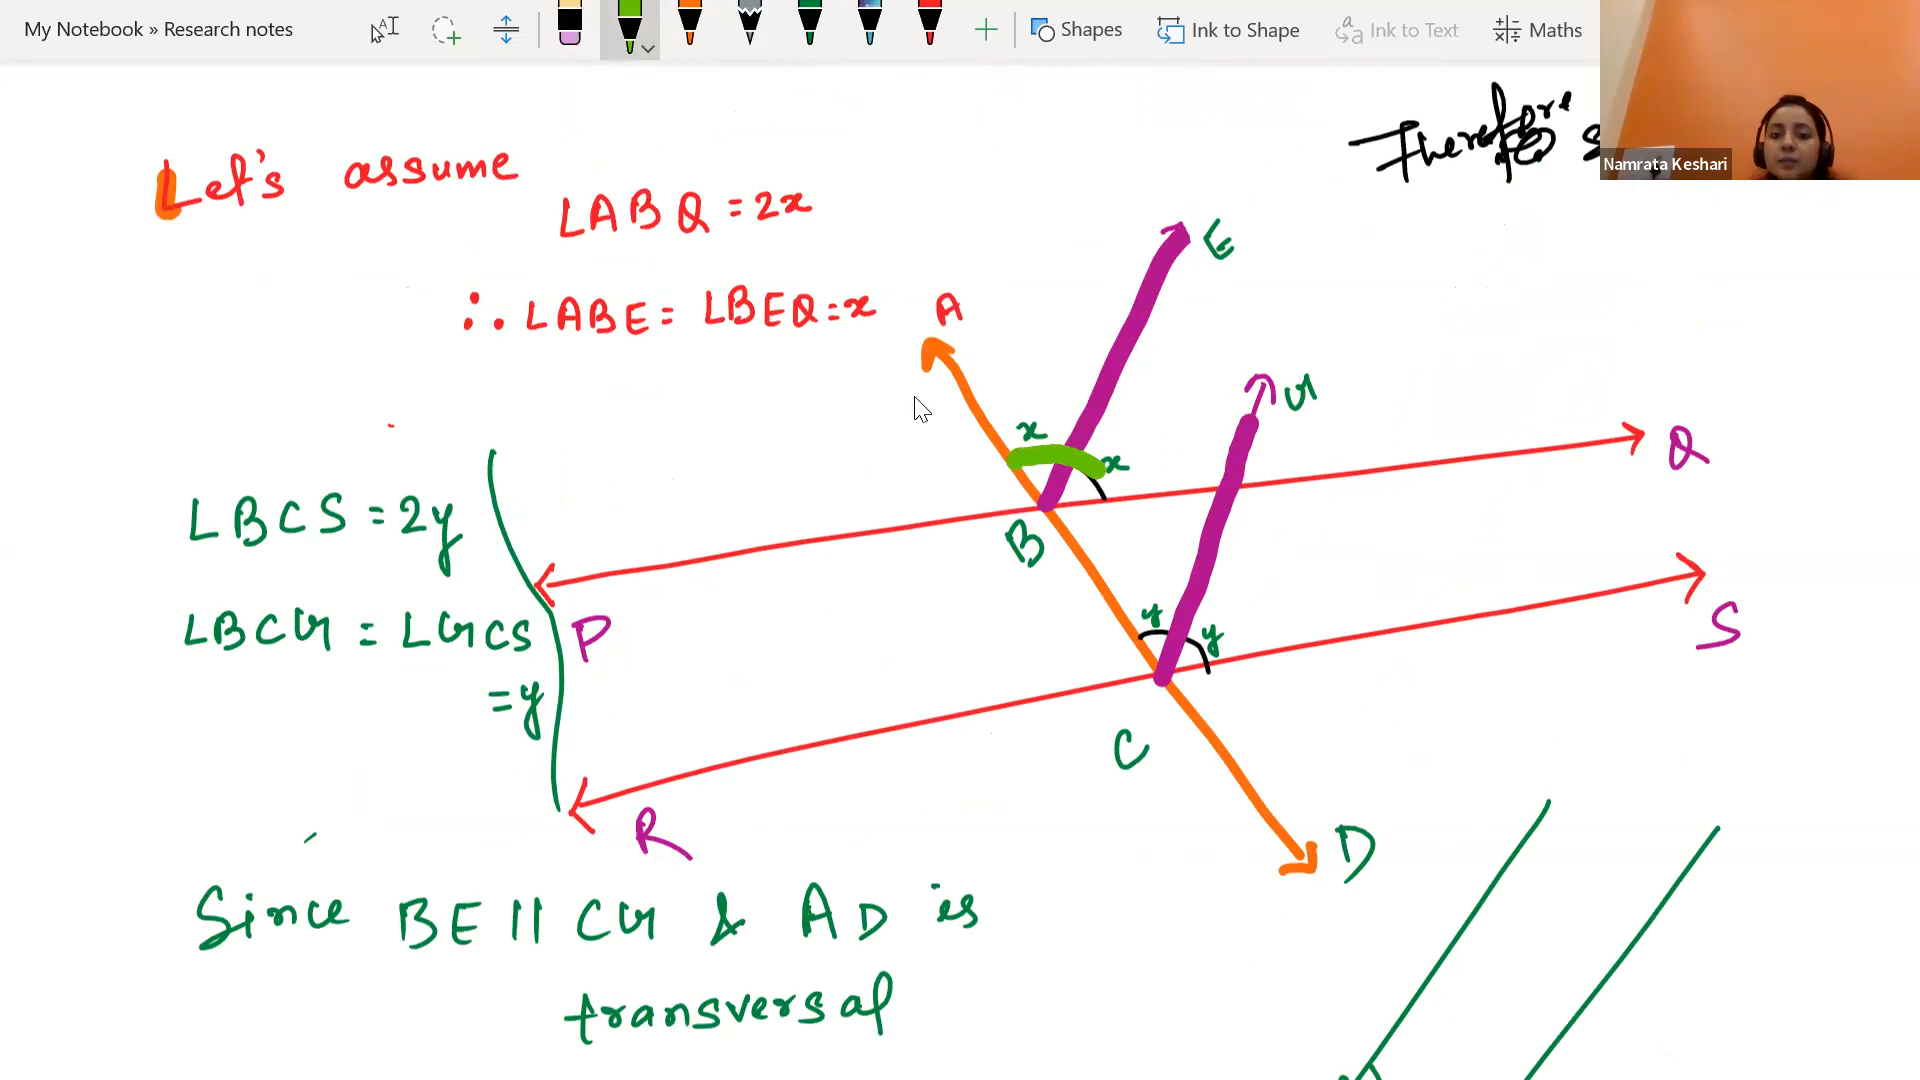 My Notebook » Research notes
Shapes
Ink to Shape
Ink to Text
Maths
Namrata Keshari
Therefore
Let's assume
∠ABQ = 2x
∴ ∠ABE = ∠BEQ = x
A
E
G
x
x
Q
B
∠BCS = 2y
∠BCG = ∠GCS
= y
P
y
y
S
C
R
D
Since BE || CG & AD is
transversal